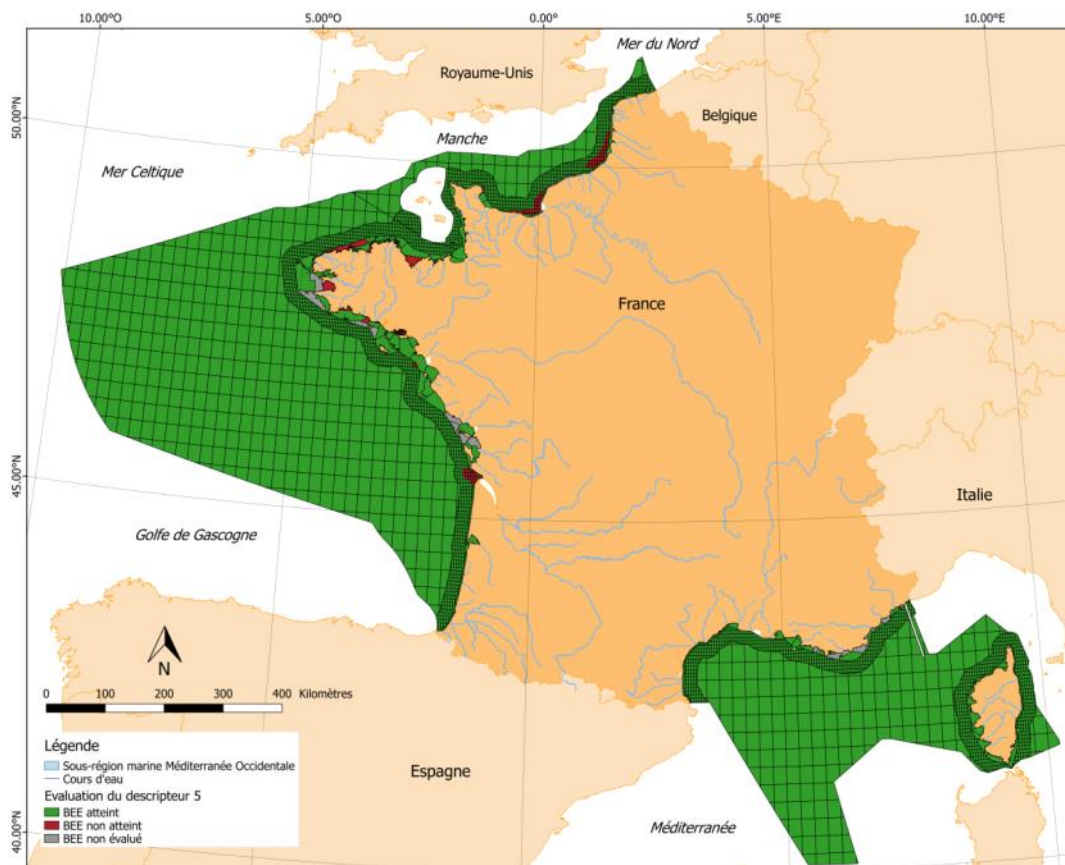 10.00°O
5.00°O
0.00°
5.00°E
10.00°E
Mer du Nord
Royaume-Uni
50.00°N
Belgique
Manche
Mer Celtique
France
45.00°N
Italie
Golfe de Gascogne
N
0 100 200 300 400 Kilomètres
Légende
Sous-région marine Méditerranée Occidentale
Cours d'eau
Evaluation du descripteur 5
BEE atteint
BEE non atteint
BEE non évalué
Espagne
40.00°N
Méditerranée